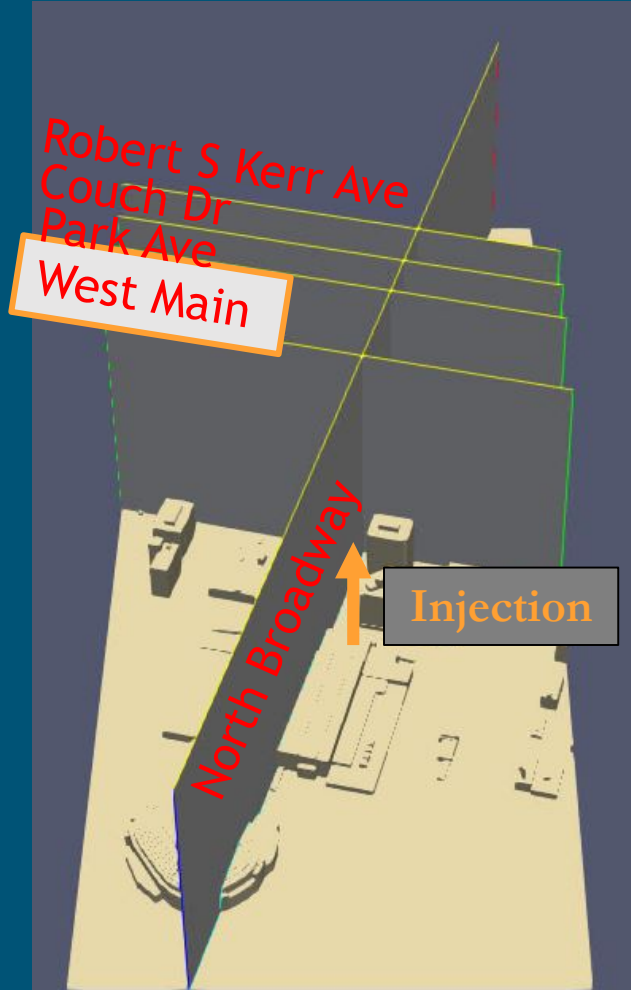 Robert S Kerr Ave
Couch Dr
Park Ave
West Main
North Broadway
Injection